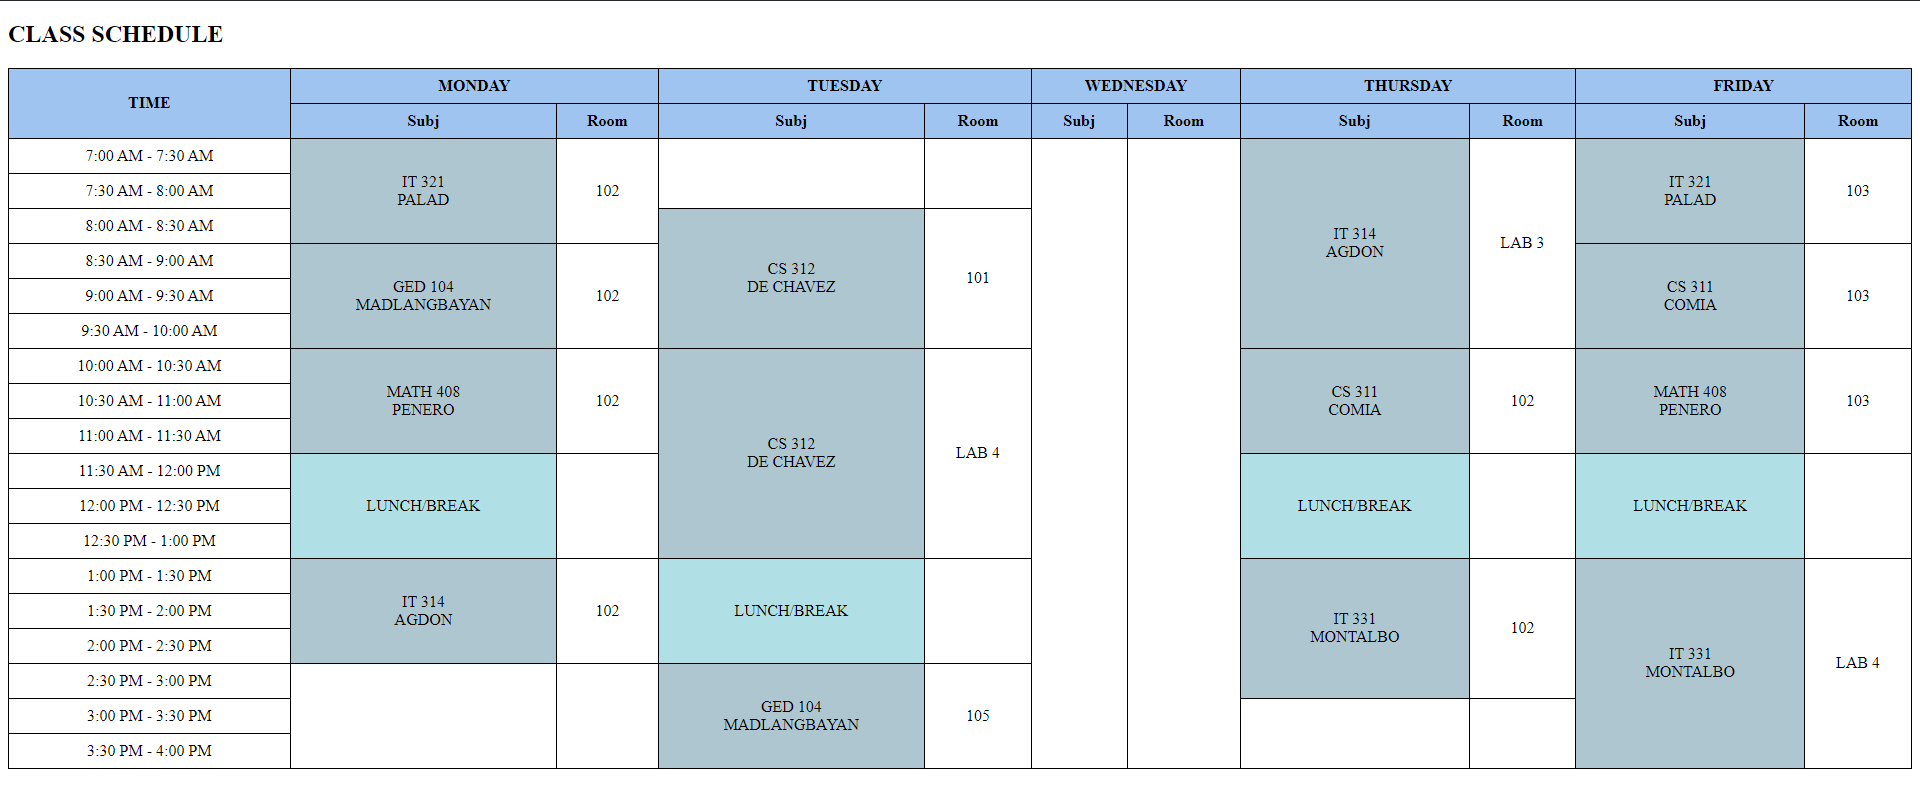 CLASS SCHEDULE
TIME MONDAY TUESDAY WEDNESDAY THURSDAY FRIDAY
Subj Room Subj Room Subj Room Subj Room Subj Room
7:00 AM - 7:30 AM
7:30 AM - 8:00 AM
8:00 AM - 8:30 AM
8:30 AM - 9:00 AM
9:00 AM - 9:30 AM
9:30 AM - 10:00 AM
10:00 AM - 10:30 AM
10:30 AM - 11:00 AM
11:00 AM - 11:30 AM
11:30 AM - 12:00 PM
12:00 PM - 12:30 PM
12:30 PM - 1:00 PM
1:00 PM - 1:30 PM
1:30 PM - 2:00 PM
2:00 PM - 2:30 PM
2:30 PM - 3:00 PM
3:00 PM - 3:30 PM
3:30 PM - 4:00 PM
IT 321
PALAD
102
GED 104
MADLANGBAYAN
102
MATH 408
PENERO
102
LUNCH/BREAK
IT 314
AGDON
102
CS 312
DE CHAVEZ
101
CS 312
DE CHAVEZ
LAB 4
LUNCH/BREAK
GED 104
MADLANGBAYAN
105
IT 314
AGDON
LAB 3
CS 311
COMIA
102
LUNCH/BREAK
IT 331
MONTALBO
102
IT 321
PALAD
103
CS 311
COMIA
103
MATH 408
PENERO
103
LUNCH/BREAK
IT 331
MONTALBO
LAB 4